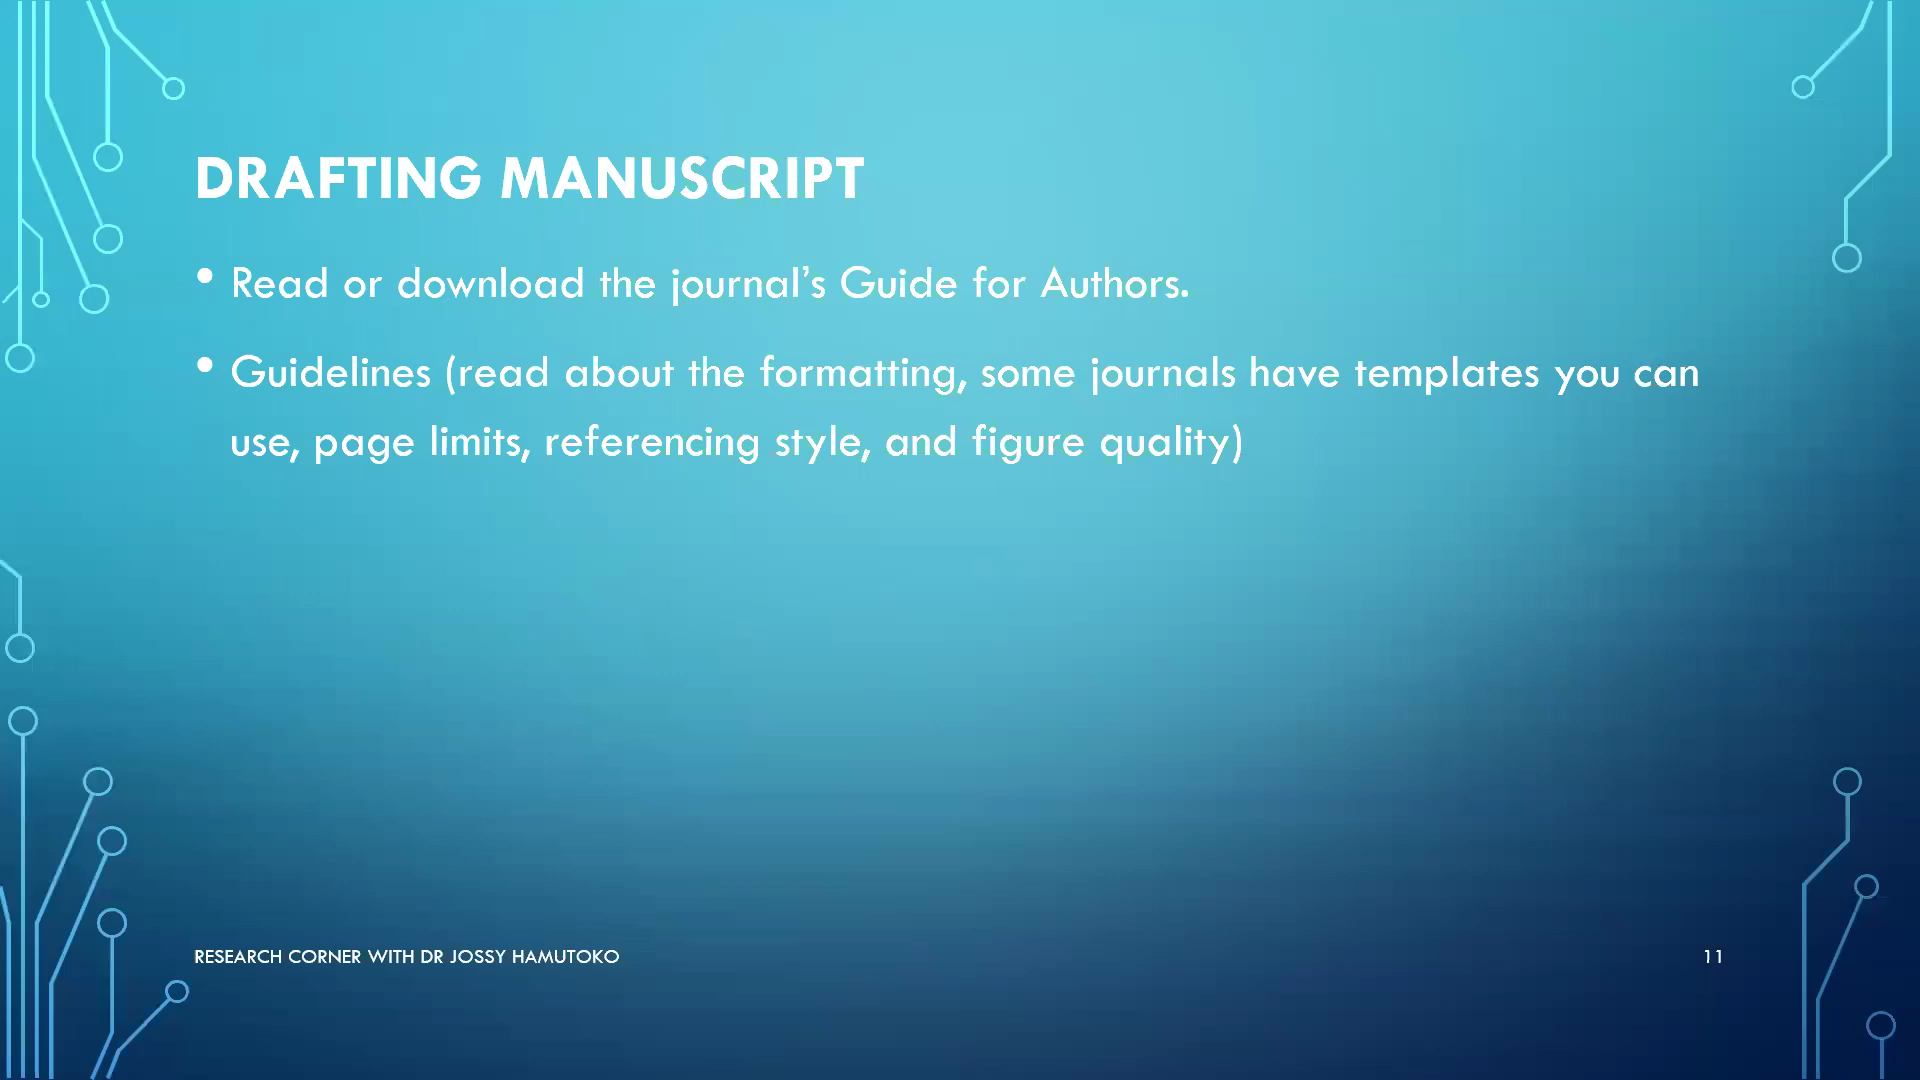 DRAFTING MANUSCRIPT
• Read or download the journal’s Guide for Authors.
• Guidelines (read about the formatting, some journals have templates you can
use, page limits, referencing style, and figure quality)
RESEARCH CORNER WITH DR JOSSY HAMUTOKO
11